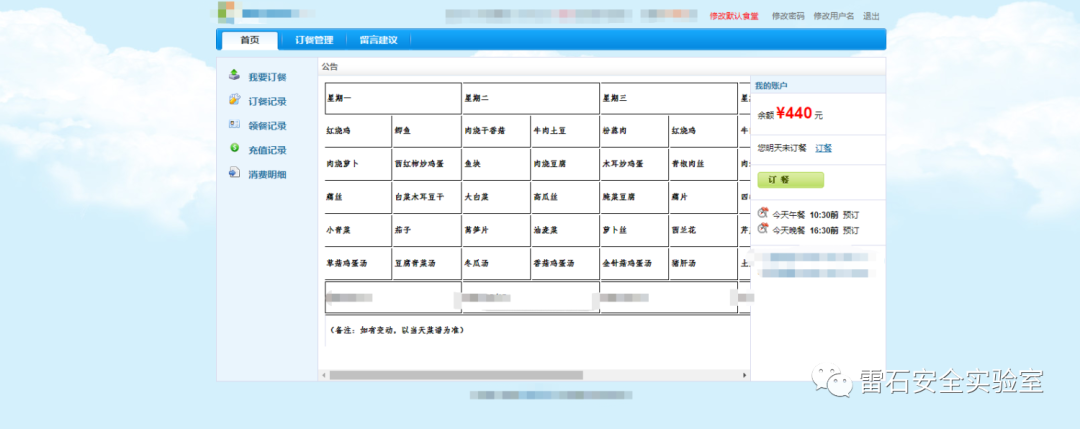 修改默认食堂 修改密码 修改用户名 退出
首页 订餐管理 留言建议
我要订餐
订餐记录
领餐记录
充值记录
消费明细
公告
星期一 星期二 星期三
红烧鸡 鲫鱼 肉烧干香菇 牛肉土豆 粉蒸肉 红烧鸡 牛
肉烧萝卜 西红柿炒鸡蛋 鱼块 肉烧豆腐 木耳炒鸡蛋 青椒肉丝
藕丝 白菜木耳豆干 大白菜 南瓜丝 腌菜豆腐 藕片 四
小青菜 茄子 莴笋片 油麦菜 萝卜丝 西兰花 芹
草菇鸡蛋汤 豆腐青菜汤 冬瓜汤 香菇鸡蛋汤 金针菇鸡蛋汤 猪肝汤 土
（备注：如有变动，以当天菜谱为准）
我的账户
余额 ¥440 元
您明天未订餐 订餐
订 餐
今天午餐 10:30前 预订
今天晚餐 16:30前 预订
雷石安全实验室